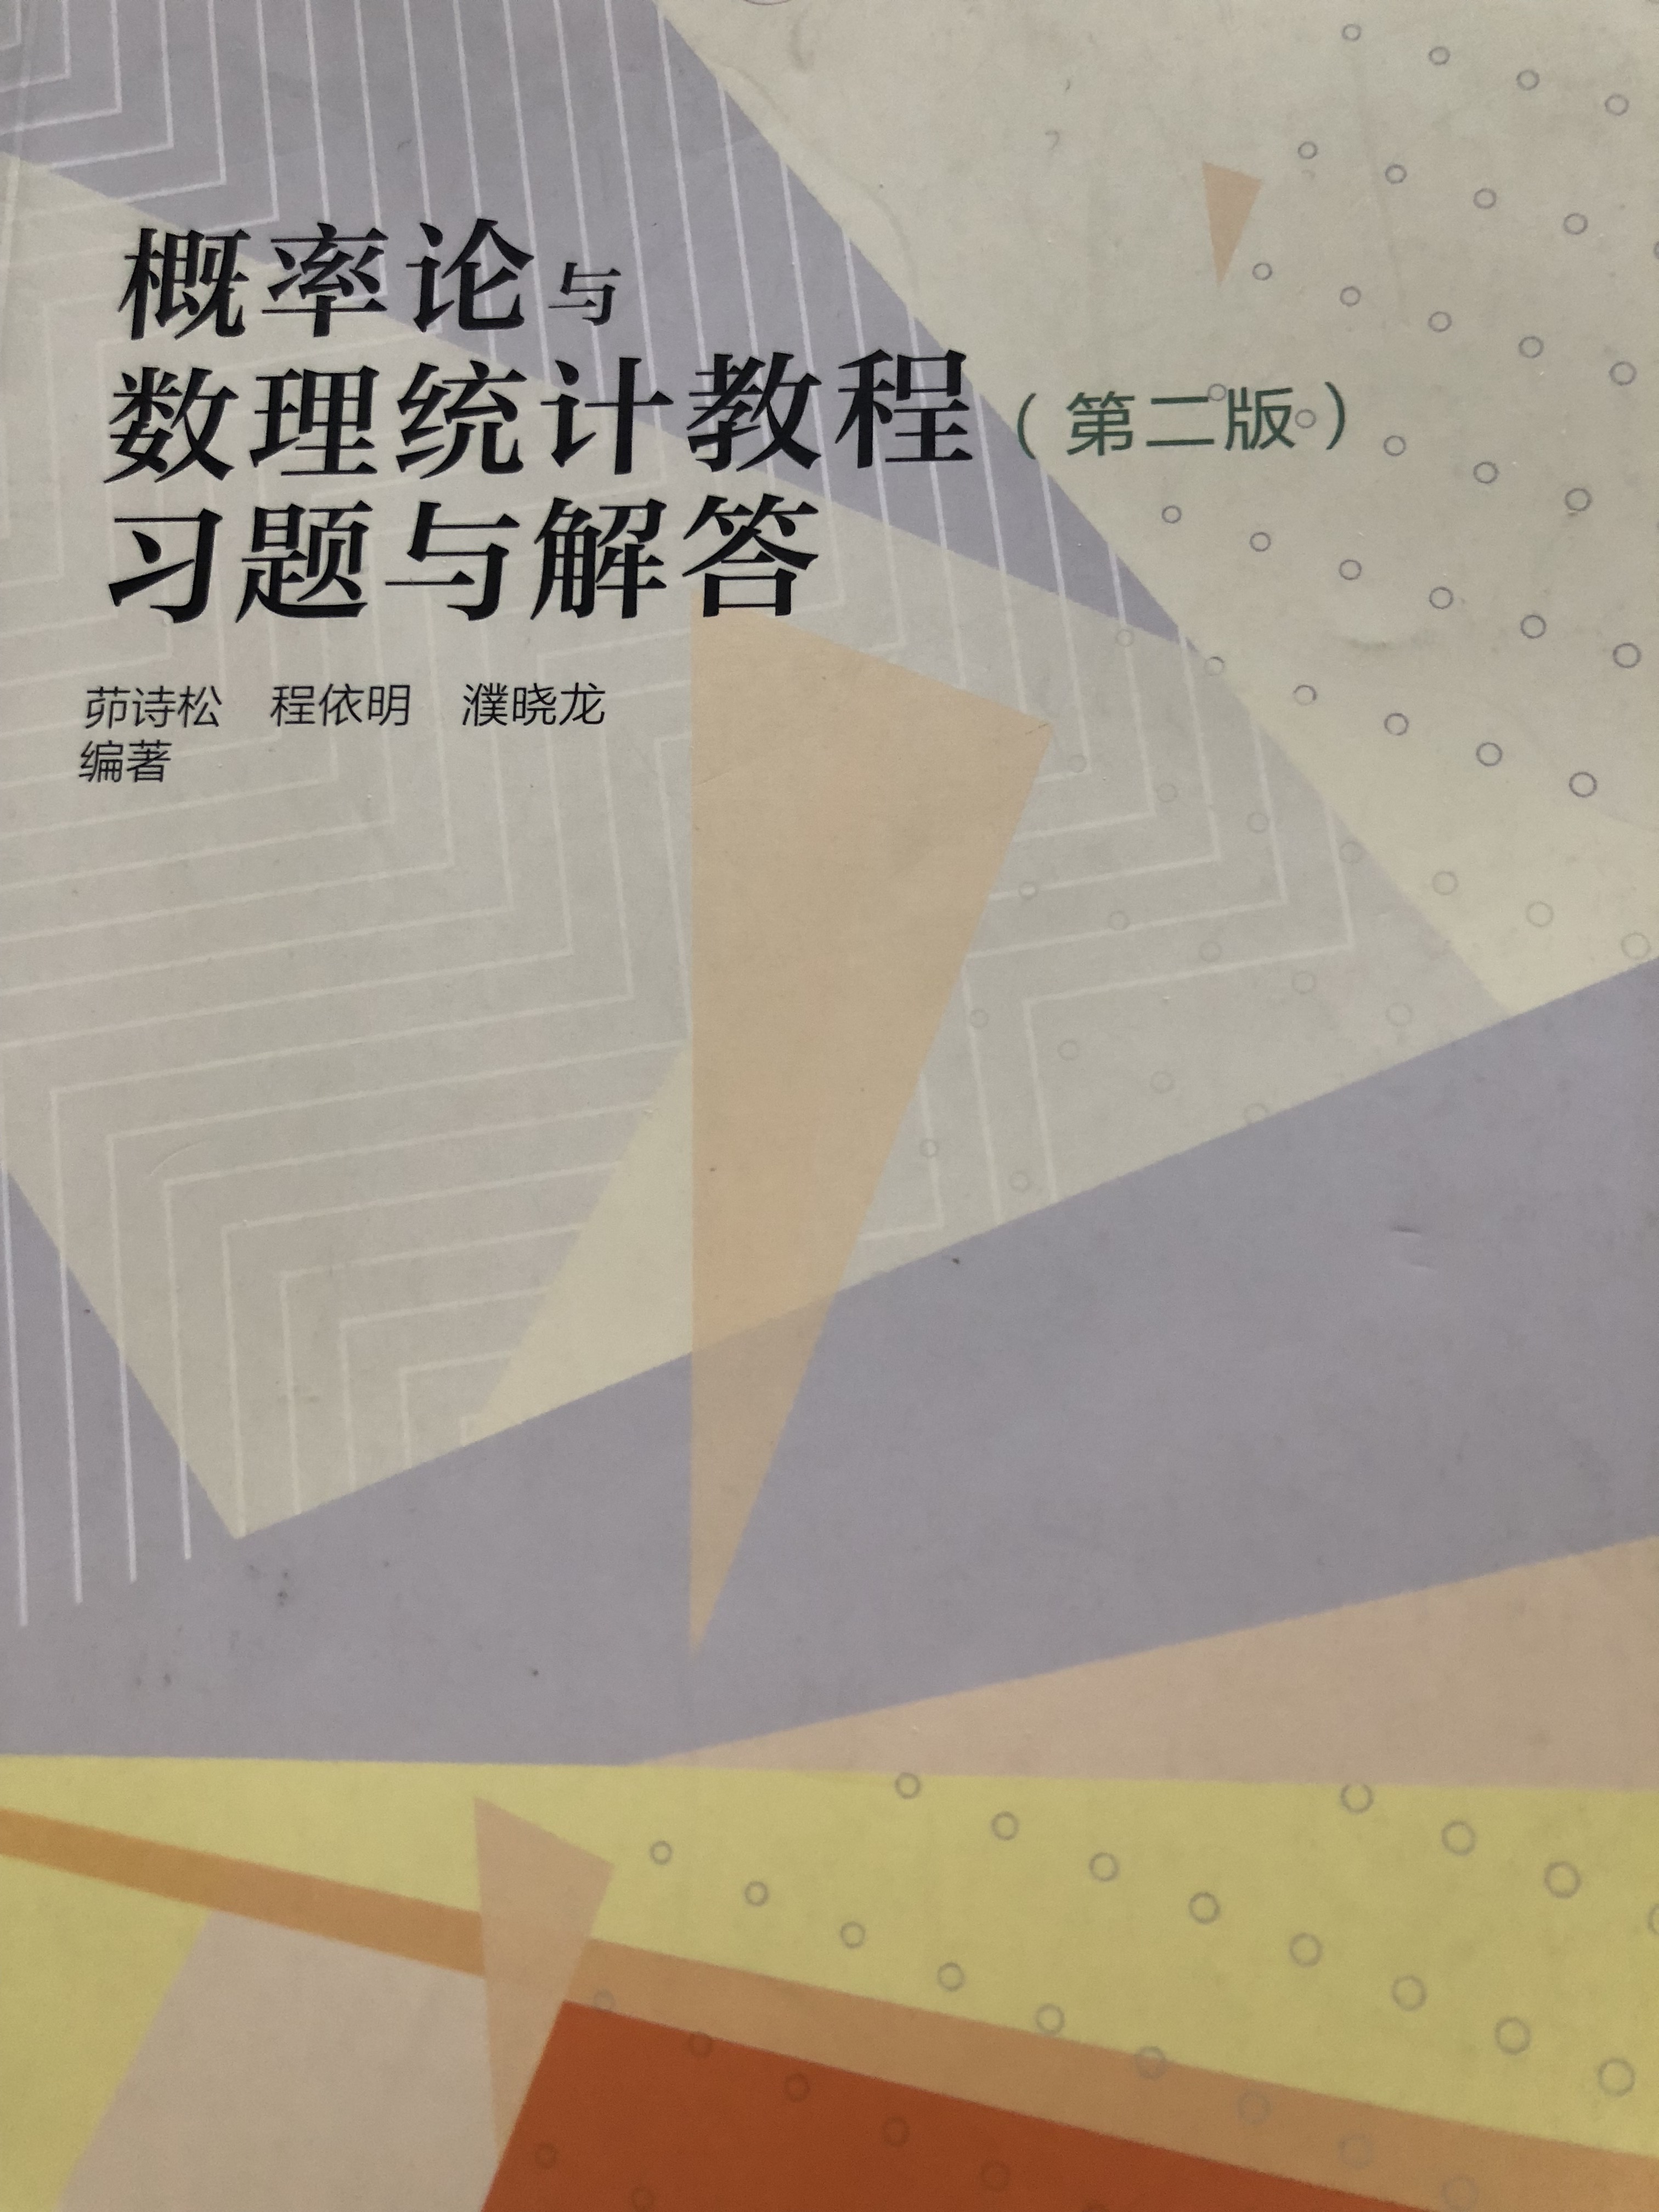 概率论与
数理统计教程（第二版）
习题与解答
茆诗松 程依明 濮晓龙
编著